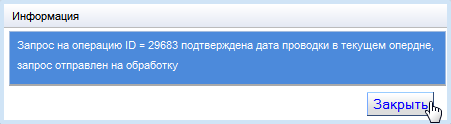 Информация
Запрос на операцию ID = 29683 подтверждена дата проводки в текущем опердне,
запрос отправлен на обработку
Закрыть